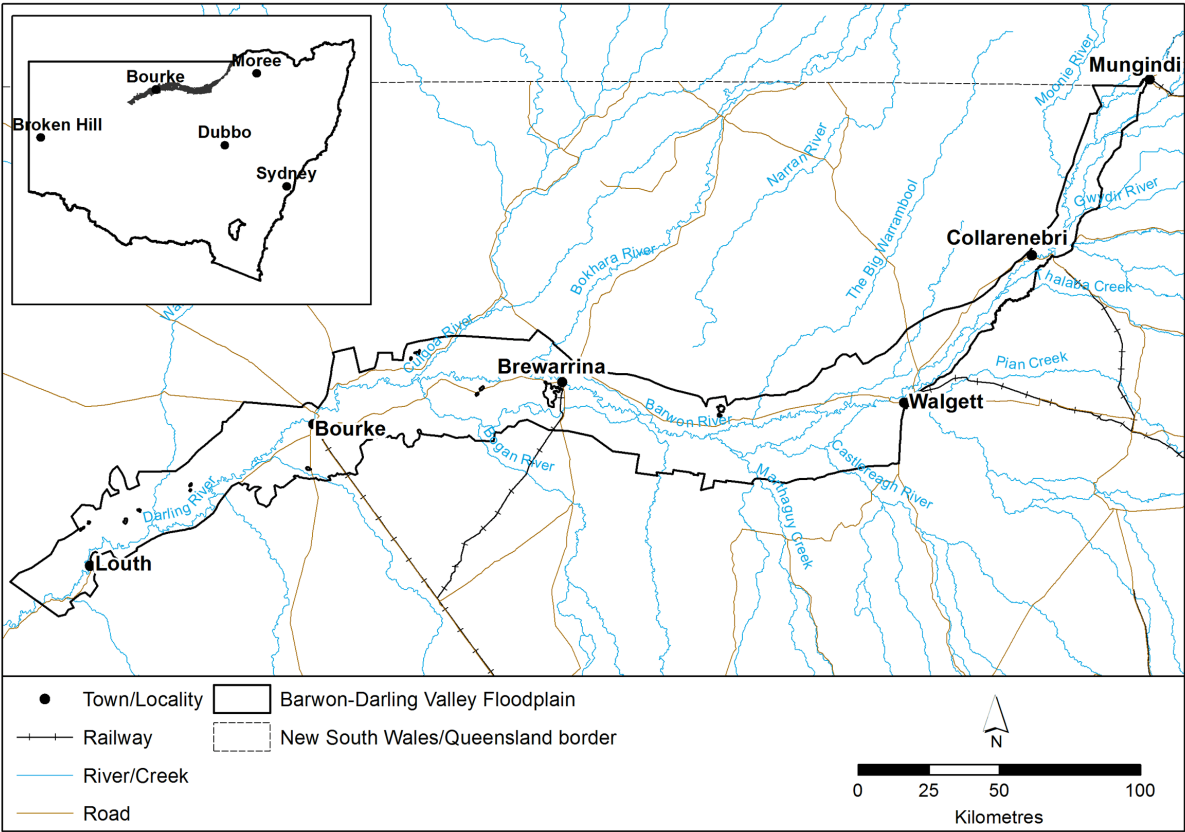 Moree
Bourke
Broken Hill
Dubbo
Sydney
Mungindi
Moonie River
Narran River
Gwydir River
The Big Warrambool
Collarenebri
Bokhara River
Thalaba Creek
Culgoa River
Pian Creek
Brewarrina
Walgett
Barwon River
Bourke
Bogan River
Castlereagh River
Marthaguy Creek
Darling River
Louth
Town/Locality
Barwon-Darling Valley Floodplain
Railway
New South Wales/Queensland border
River/Creek
Road
N
0 25 50 100
Kilometres